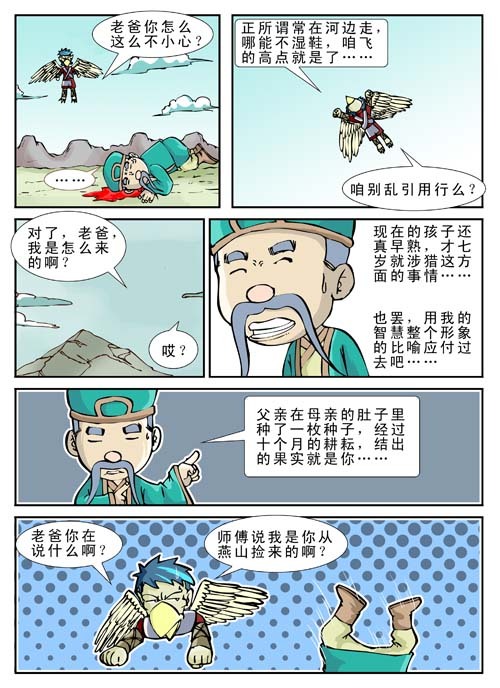 老爸你怎么
这么不小心？
……
正所谓常在河边走，
哪能不湿鞋，咱飞
的高点就是了……
咱别乱引用行么？
对了，老爸，
我是怎么来
的啊？
哎？
现在的孩子还
真早熟，才七
岁就涉猎这方
面的事情……
也罢，用我的
智慧整个形象
的比喻应付过
去吧……
父亲在母亲的肚子里
种了一枚种子，经过
十个月的耕耘，结出
的果实就是你……
老爸你在
说什么啊？
师傅说我是你从
燕山捡来的啊？